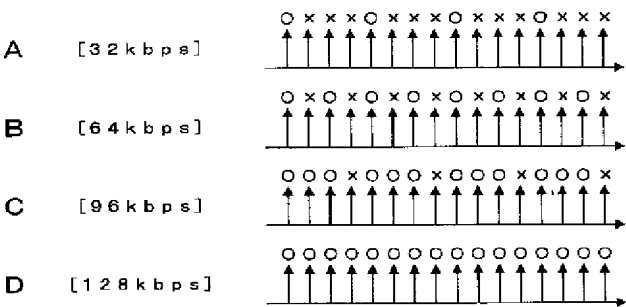 A [32kbps] O × × × O × × × O × × × O × × ×
B [64kbps] O × O × O × O × O × O × O × O ×
C [96kbps] O O O × O O O × O O O × O O O ×
D [128kbps] O O O O O O O O O O O O O O O O